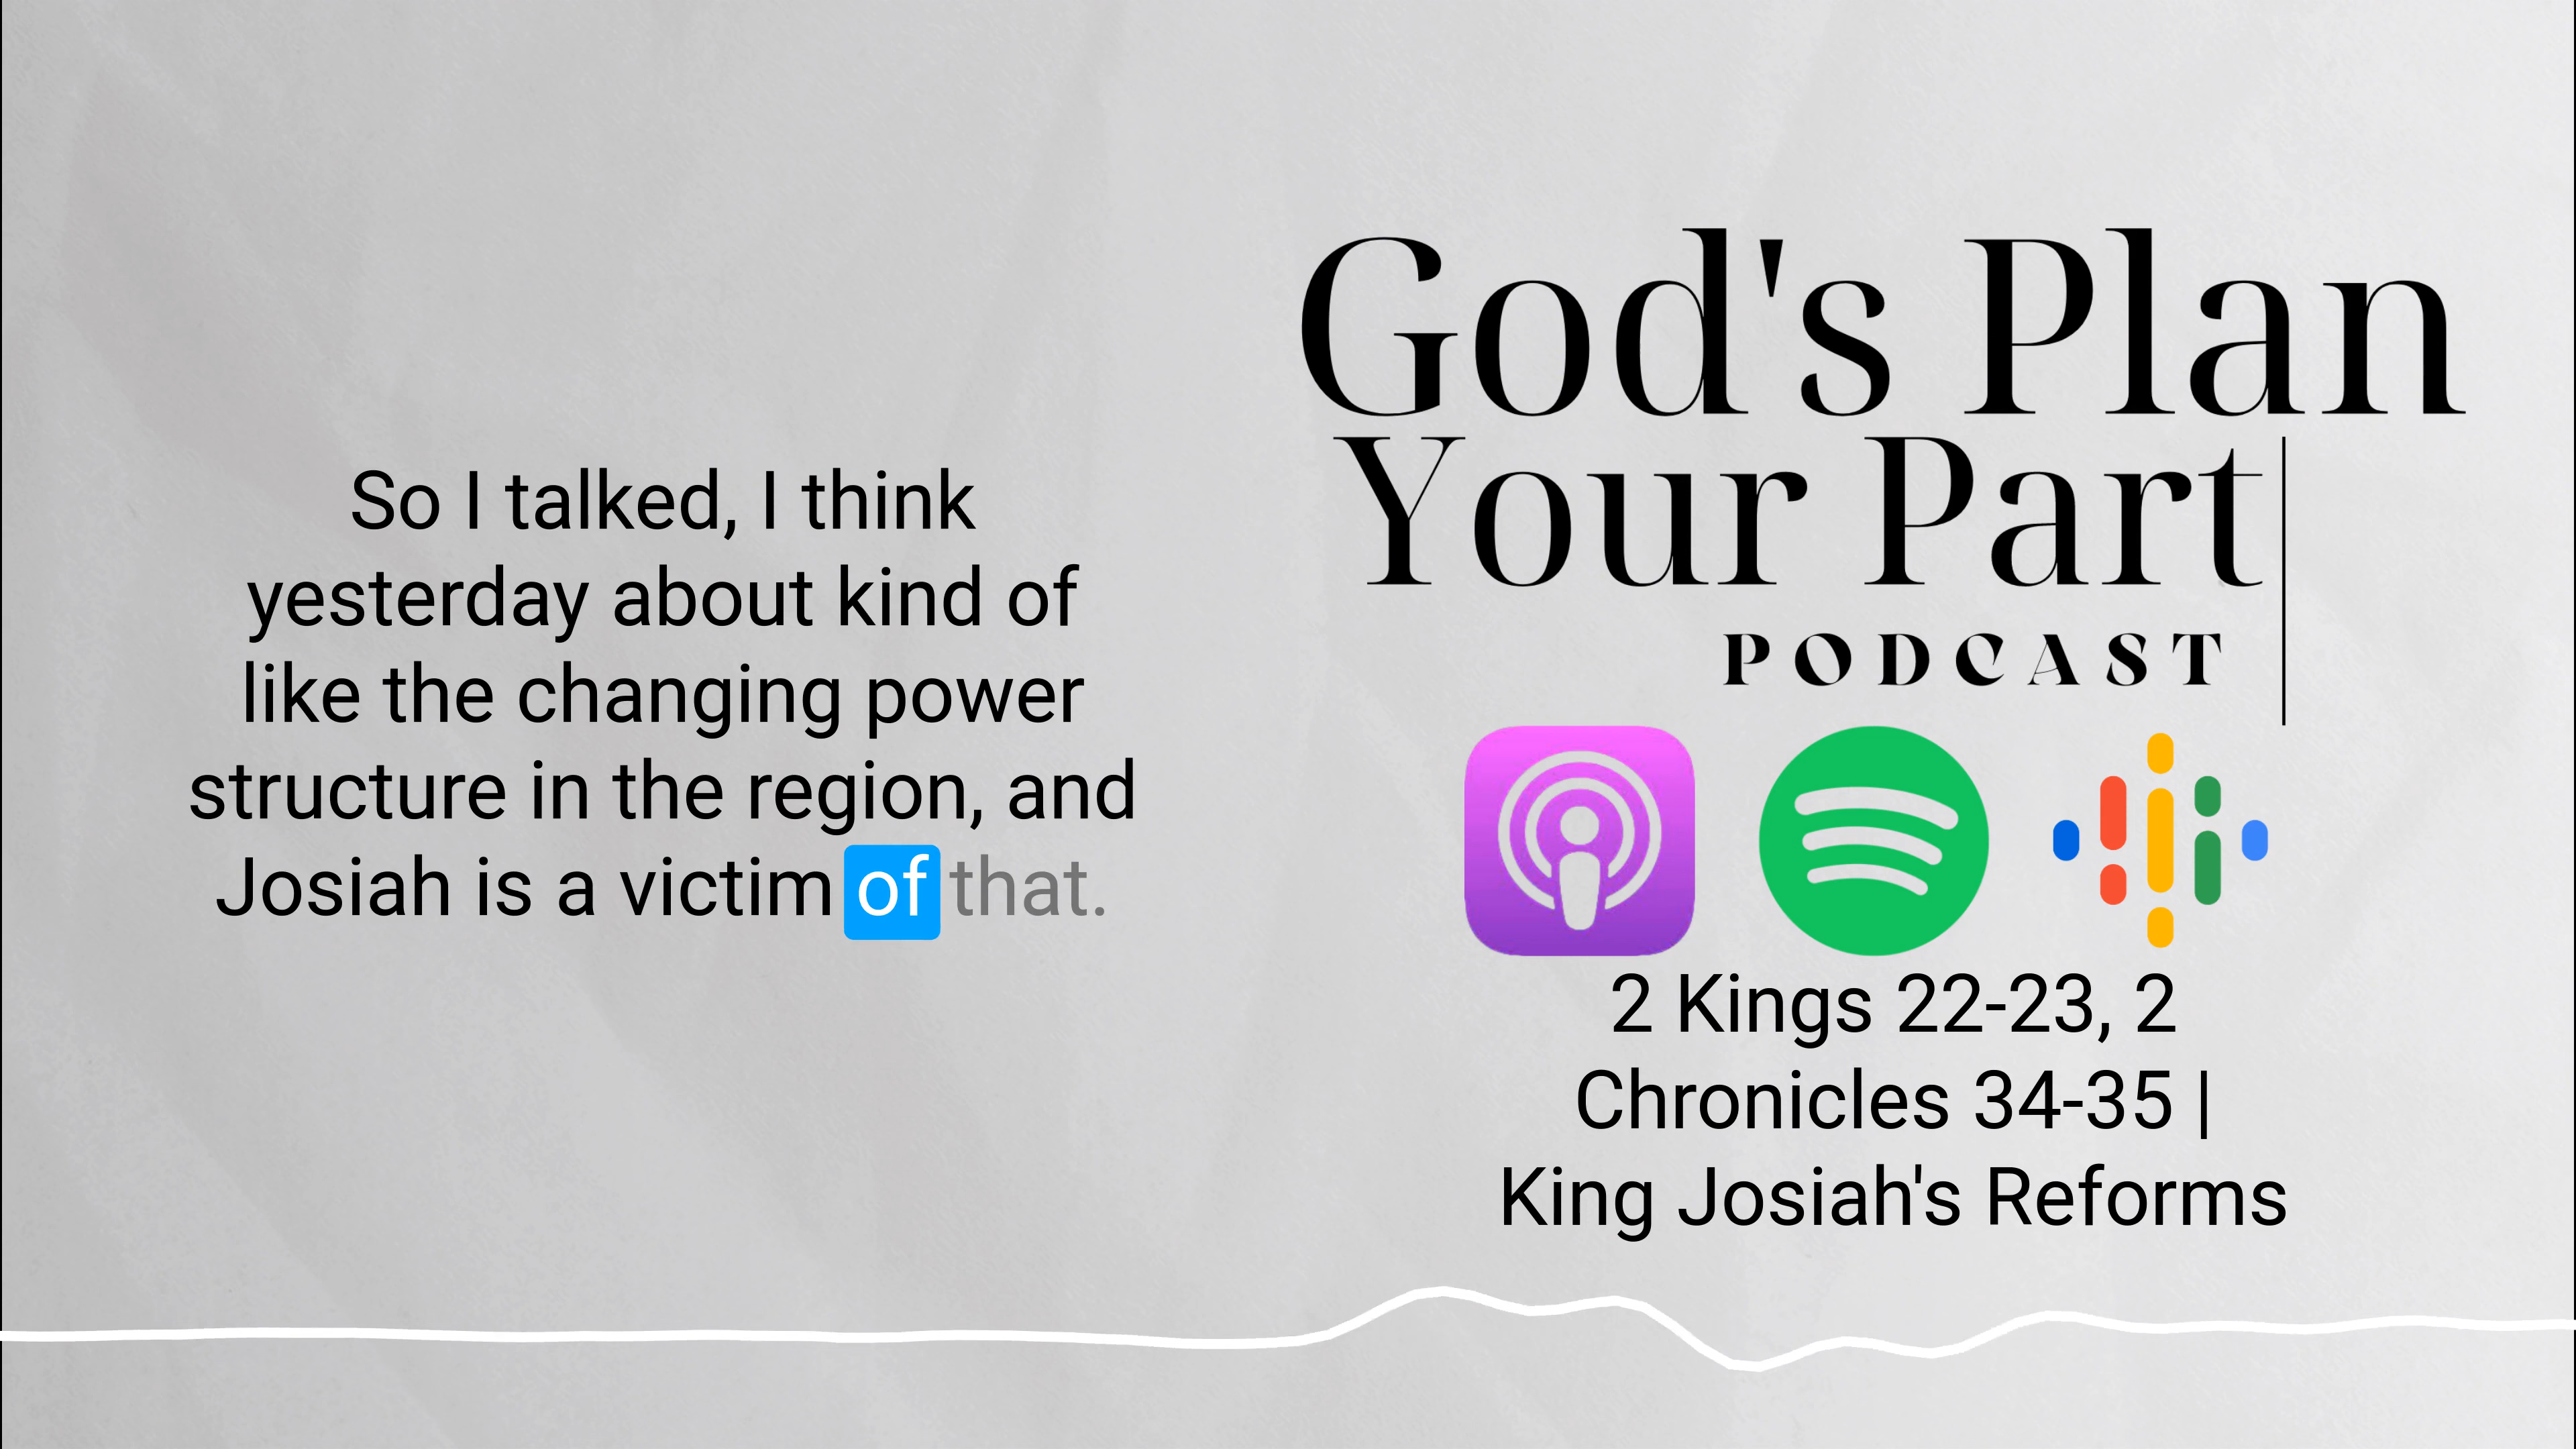 So I talked, I think
yesterday about kind of
like the changing power
structure in the region, and
Josiah is a victim of that.
God's Plan
Your Part
PODCAST
2 Kings 22-23, 2
Chronicles 34-35 |
King Josiah's Reforms